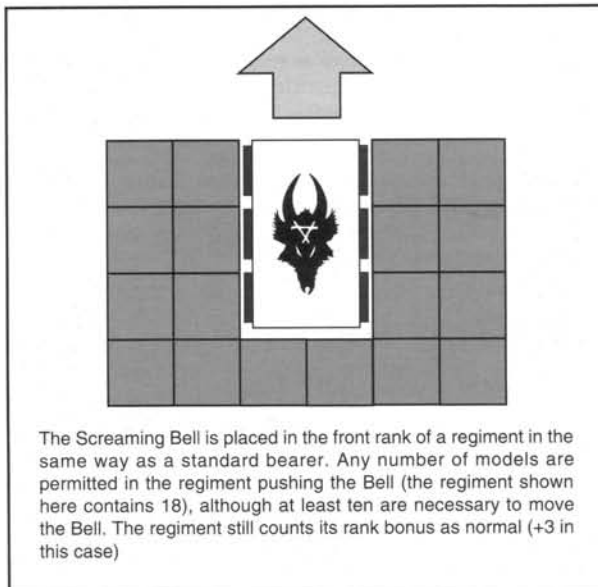 The Screaming Bell is placed in the front rank of a regiment in the
same way as a standard bearer. Any number of models are
permitted in the regiment pushing the Bell (the regiment shown
here contains 18), although at least ten are necessary to move
the Bell. The regiment still counts its rank bonus as normal (+3 in
this case)